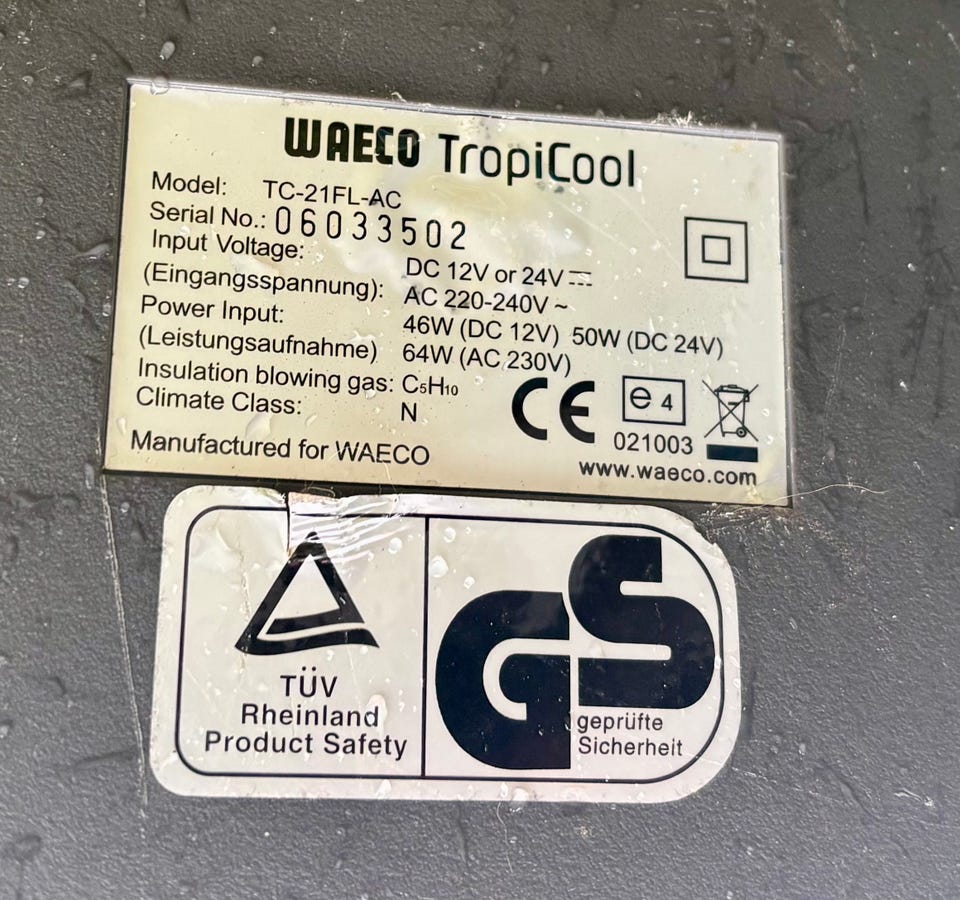 WAECO TropiCool
Model: TC-21FL-AC
Serial No.: 06033502
Input Voltage: DC 12V or 24V ⎓
(Eingangsspannung): AC 220-240V ~
Power Input: 46W (DC 12V) 50W (DC 24V)
(Leistungsaufnahme) 64W (AC 230V)
Insulation blowing gas: C₅H₁₀
Climate Class: N
CE e 4
021003
Manufactured for WAECO
www.waeco.com
TÜV
Rheinland
Product Safety
GS
geprüfte
Sicherheit